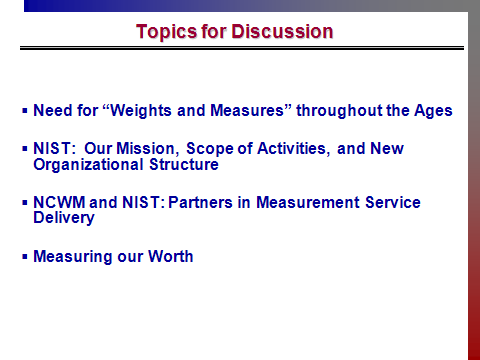 Topics for Discussion
▪ Need for “Weights and Measures” throughout the Ages
▪ NIST:  Our Mission, Scope of Activities, and New
Organizational Structure
▪ NCWM and NIST: Partners in Measurement Service
Delivery
▪ Measuring our Worth